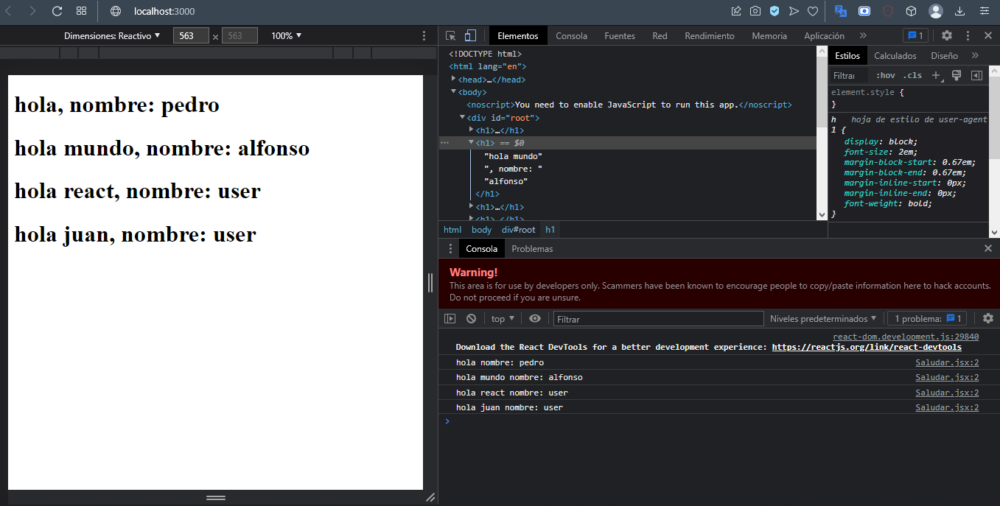 localhost:3000
Dimensiones: Reactivo ▼ 563 × 563 100% ▼
Elementos Consola Fuentes Red Rendimiento Memoria Aplicación » 1
hola, nombre: pedro
hola mundo, nombre: alfonso
hola react, nombre: user
hola juan, nombre: user
<!DOCTYPE html>
<html lang="en">
<head>…</head>
<body>
<noscript>You need to enable JavaScript to run this app.</noscript>
<div id="root">
<h1>…</h1>
… <h1> == $0
"hola mundo"
", nombre: "
"alfonso"
</h1>
<h1>…</h1>
<h1>…</h1>
html body div#root h1
Estilos Calculados Diseño »
Filtrar :hov .cls +
element.style {
}
h hoja de estilo de user-agent
1 {
display: block;
font-size: 2em;
margin-block-start: 0.67em;
margin-block-end: 0.67em;
margin-inline-start: 0px;
margin-inline-end: 0px;
font-weight: bold;
}
Consola Problemas
Warning!
This area is for use by developers only. Scammers have been known to encourage people to copy/paste information here to hack accounts.
Do not proceed if you are unsure.
top ▼ Filtrar Niveles predeterminados ▼ 1 problema: 1
react-dom.development.js:29840
Download the React DevTools for a better development experience: https://reactjs.org/link/react-devtools
hola nombre: pedro Saludar.jsx:2
hola mundo nombre: alfonso Saludar.jsx:2
hola react nombre: user Saludar.jsx:2
hola juan nombre: user Saludar.jsx:2
>